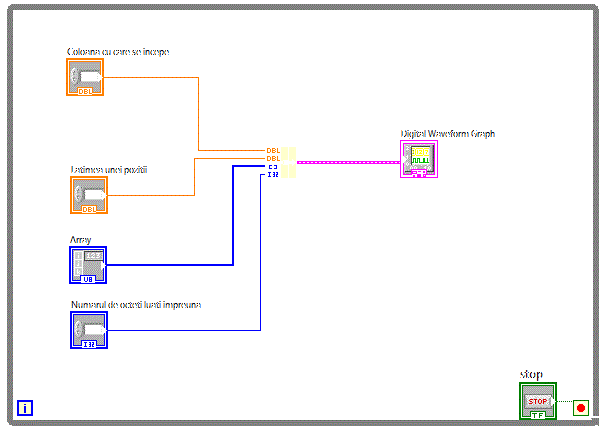 Coloana cu care se incepe
DBL
Digital Waveform Graph
DBL
DBL
I32
Latimea unei pozitii
DBL
Array
123
U8
Numarul de octeti luati impreuna
I32
stop
STOP
TF
i